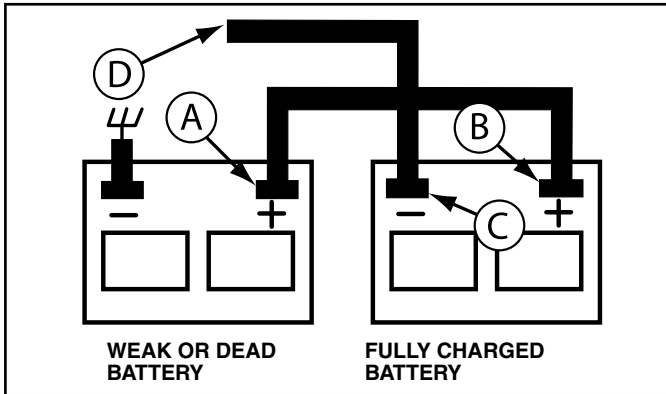 D
A
B
C
− + − +
WEAK OR DEAD
BATTERY
FULLY CHARGED
BATTERY